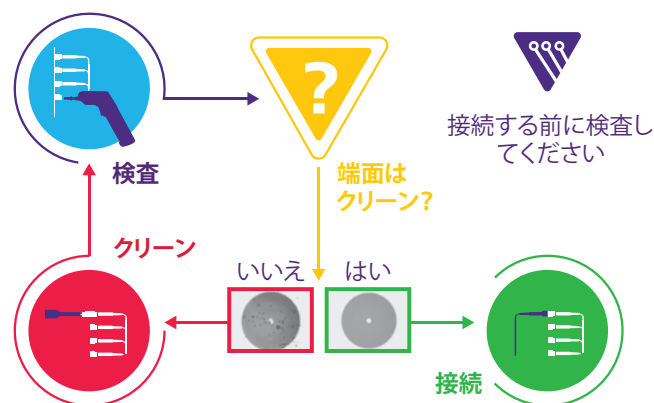 ?
接続する前に検査し
てください
検査
端面は
クリーン?
クリーン
いいえ
はい
接続